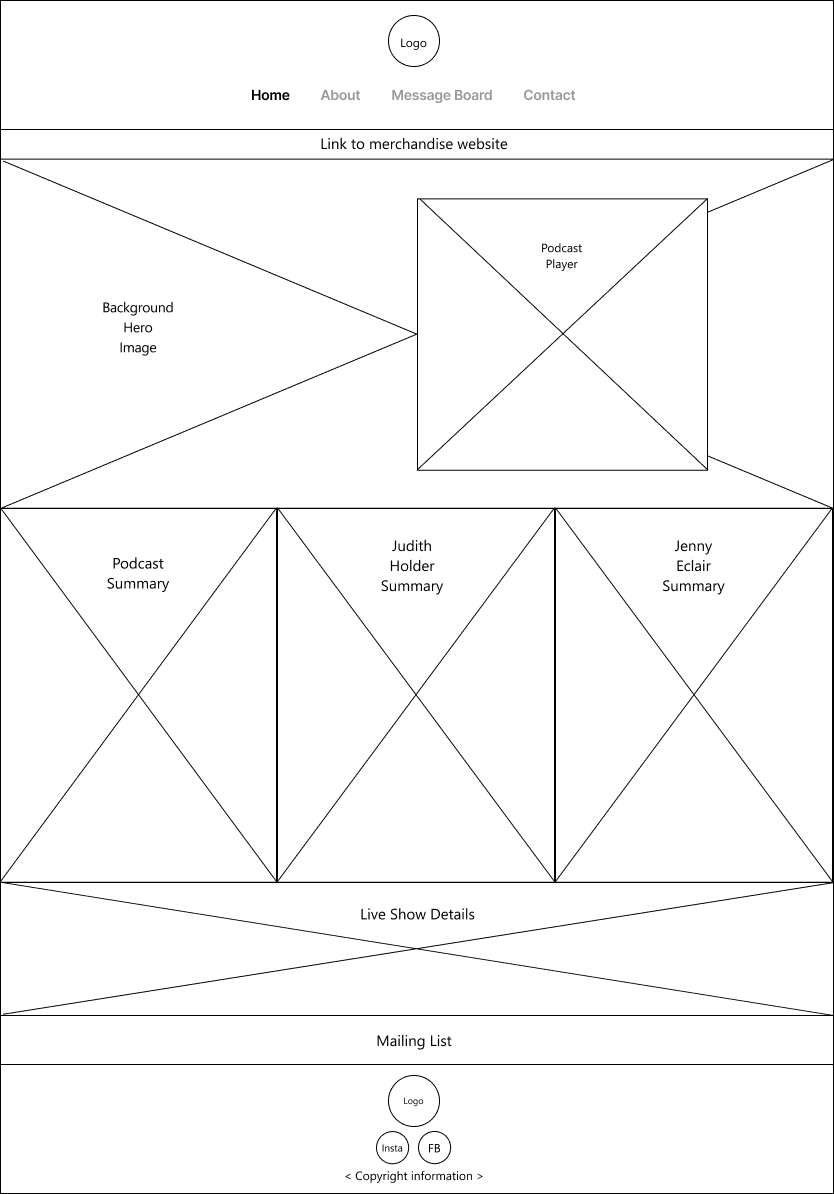 Logo
Home About Message Board Contact
Link to merchandise website
Background
Hero
Image
Podcast
Player
Podcast
Summary
Judith
Holder
Summary
Jenny
Eclair
Summary
Live Show Details
Mailing List
Logo
Insta FB
< Copyright information >